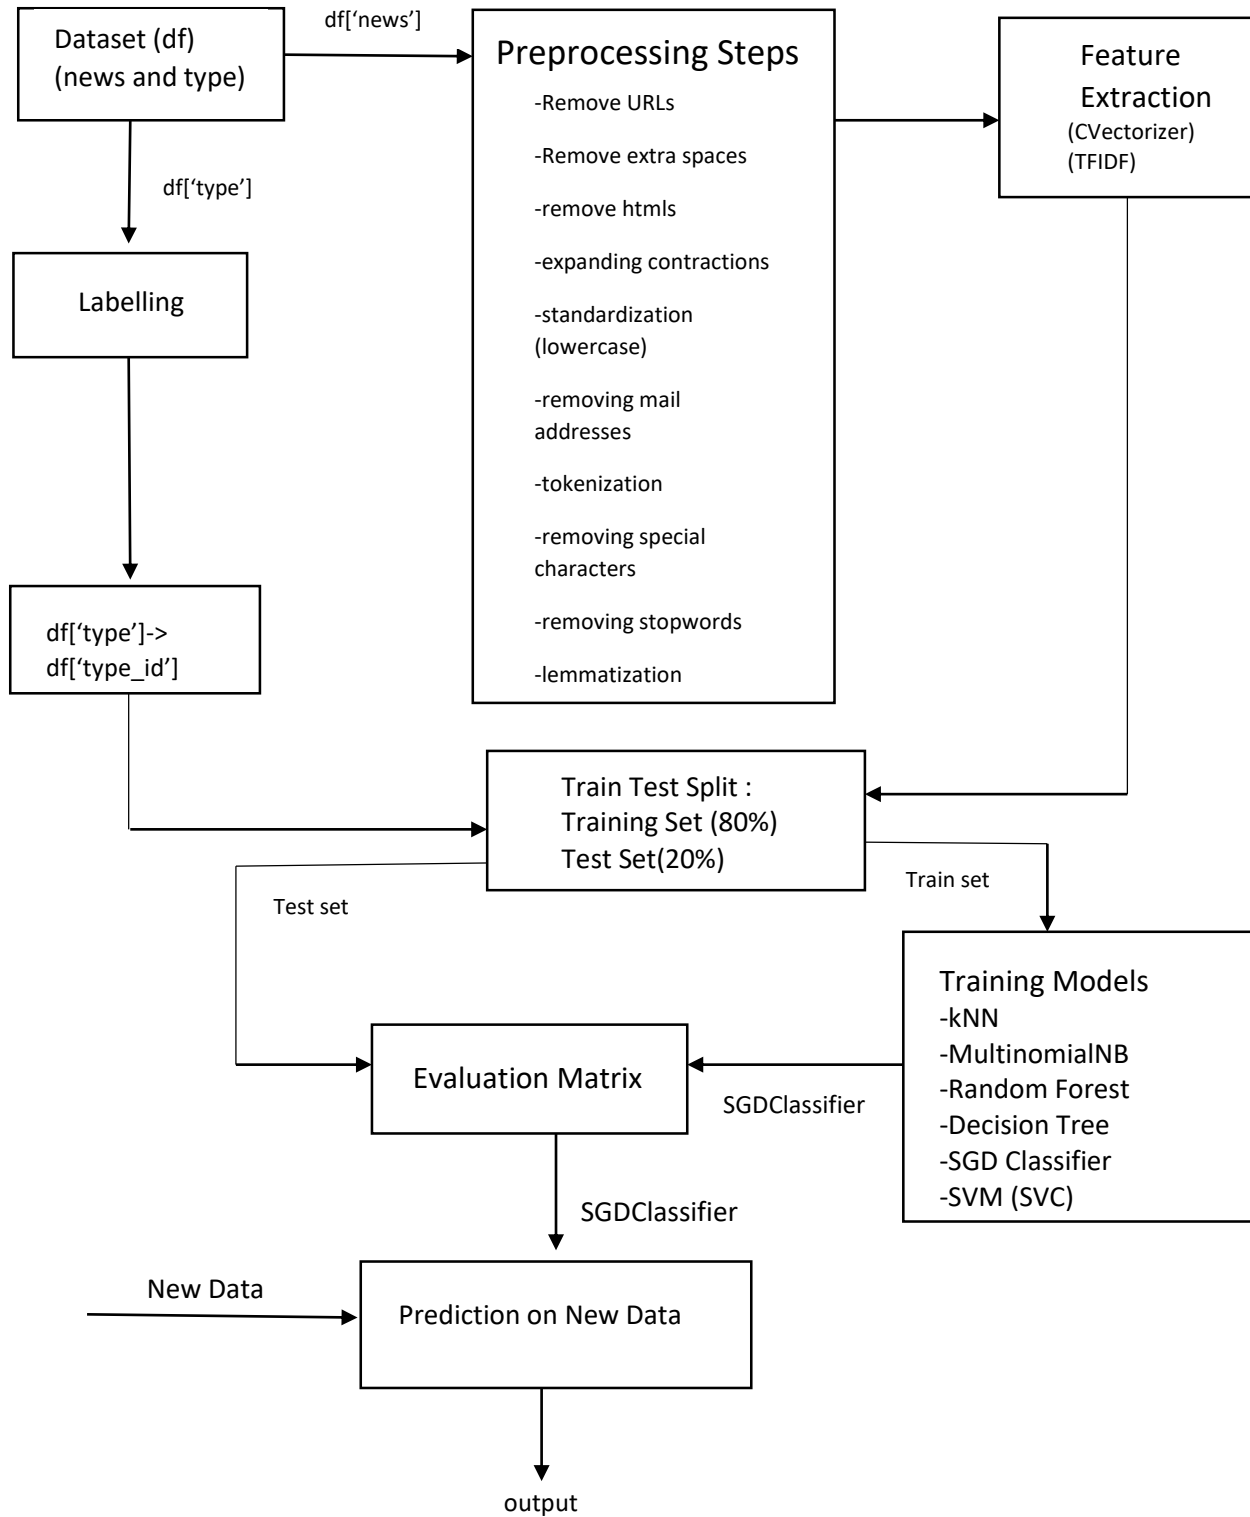 Dataset (df)
(news and type)
df[‘news’]
Preprocessing Steps
-Remove URLs
-Remove extra spaces
-remove htmls
-expanding contractions
-standardization
(lowercase)
-removing mail
addresses
-tokenization
-removing special
characters
-removing stopwords
-lemmatization
Feature
Extraction
(CVectorizer)
(TFIDF)
df[‘type’]
Labelling
df[‘type’]->
df[‘type_id’]
Train Test Split :
Training Set (80%)
Test Set(20%)
Test set
Train set
Training Models
-kNN
-MultinomialNB
-Random Forest
-Decision Tree
-SGD Classifier
-SVM (SVC)
SGDClassifier
Evaluation Matrix
SGDClassifier
New Data
Prediction on New Data
output